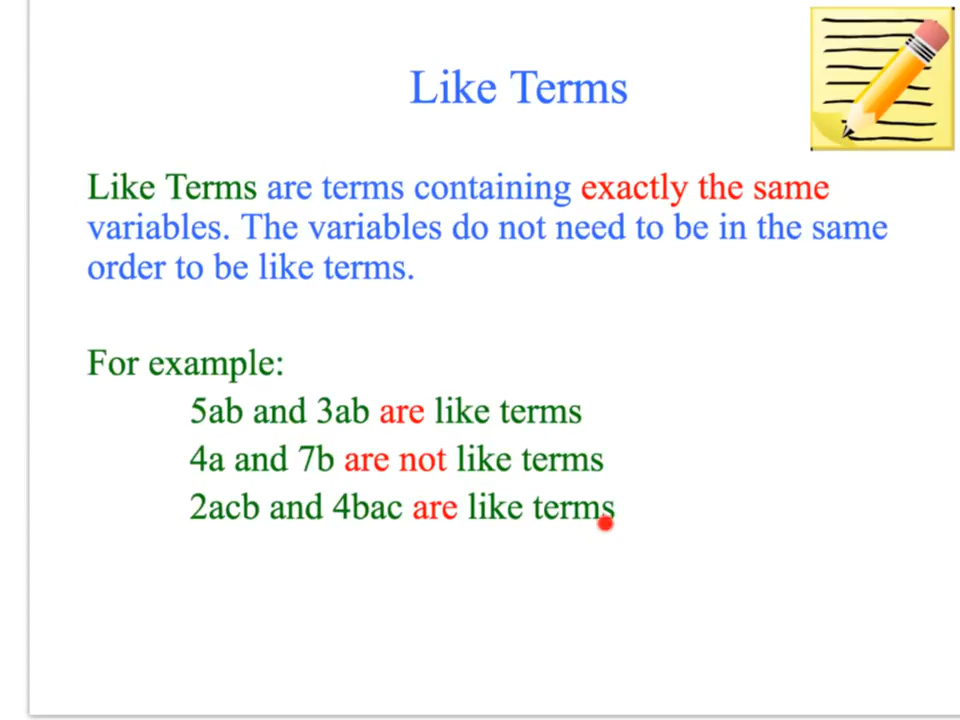 Like Terms
Like Terms are terms containing exactly the same
variables. The variables do not need to be in the same
order to be like terms.
For example:
5ab and 3ab are like terms
4a and 7b are not like terms
2acb and 4bac are like terms